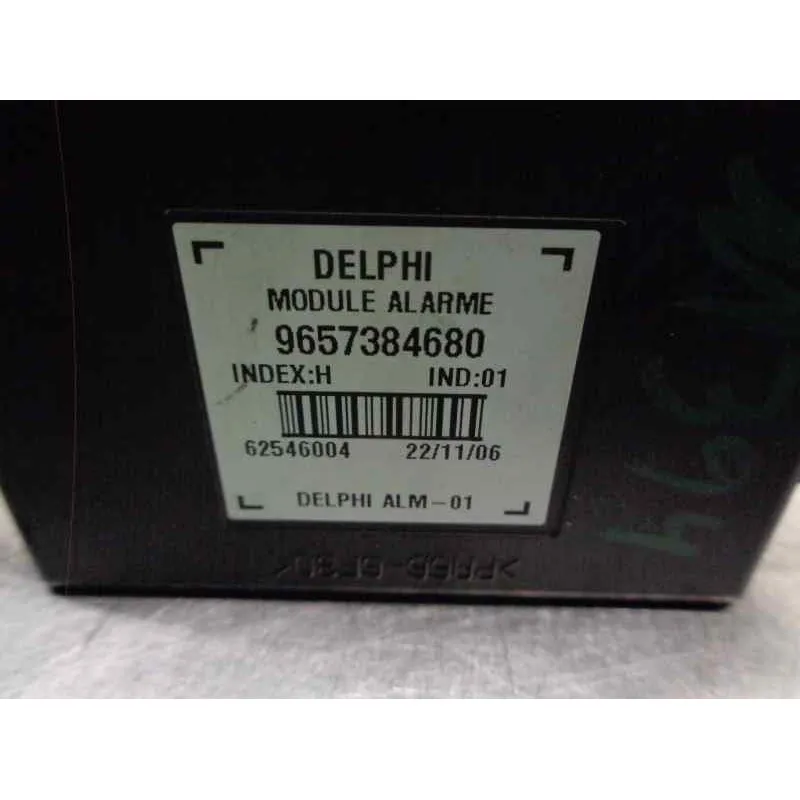 DELPHI
MODULE ALARME
9657384680
INDEX:H IND:01
62546004 22/11/06
DELPHI ALM-01